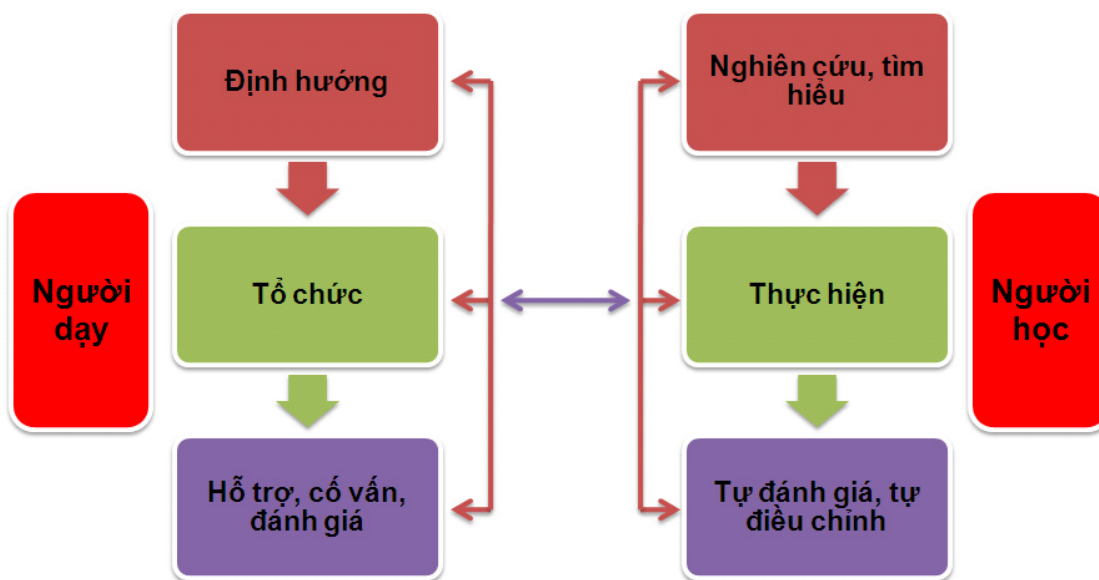 Định hướng
Nghiên cứu, tìm
hiểu
Người
dạy
Tổ chức
Thực hiện
Người
học
Hỗ trợ, cố vấn,
đánh giá
Tự đánh giá, tự
điều chỉnh